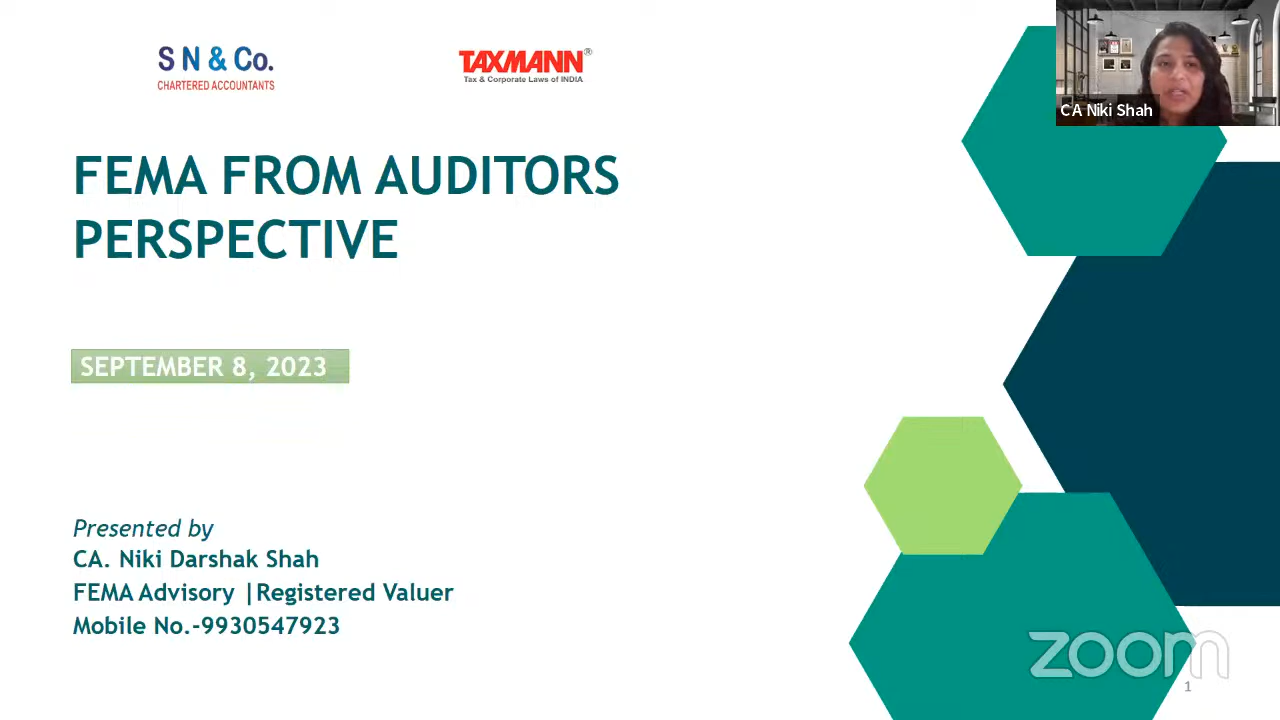 S N & Co.
CHARTERED ACCOUNTANTS
TAXMANN®
Tax & Corporate Laws of INDIA
CA Niki Shah
FEMA FROM AUDITORS
PERSPECTIVE
SEPTEMBER 8, 2023
Presented by
CA. Niki Darshak Shah
FEMA Advisory |Registered Valuer
Mobile No.-9930547923
zoom
1